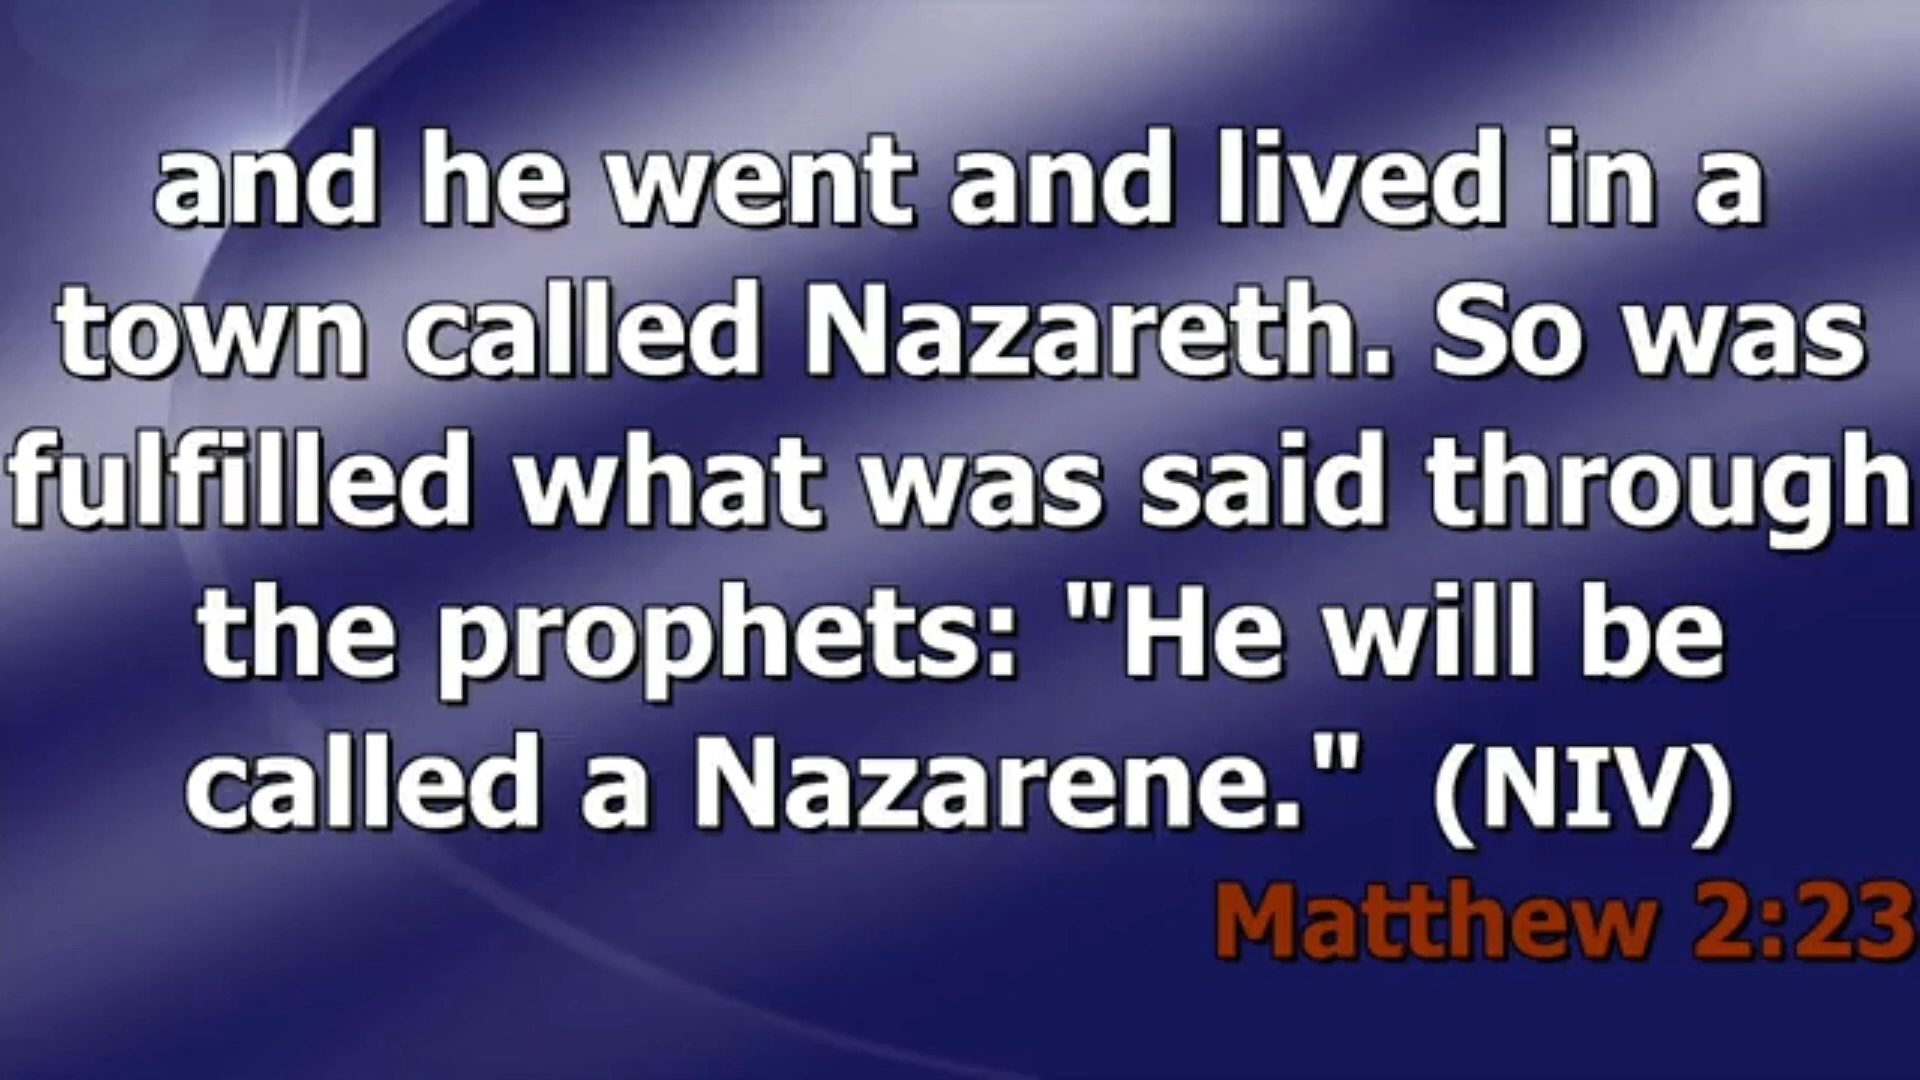 and he went and lived in a
town called Nazareth. So was
fulfilled what was said through
the prophets: "He will be
called a Nazarene." (NIV)
Matthew 2:23